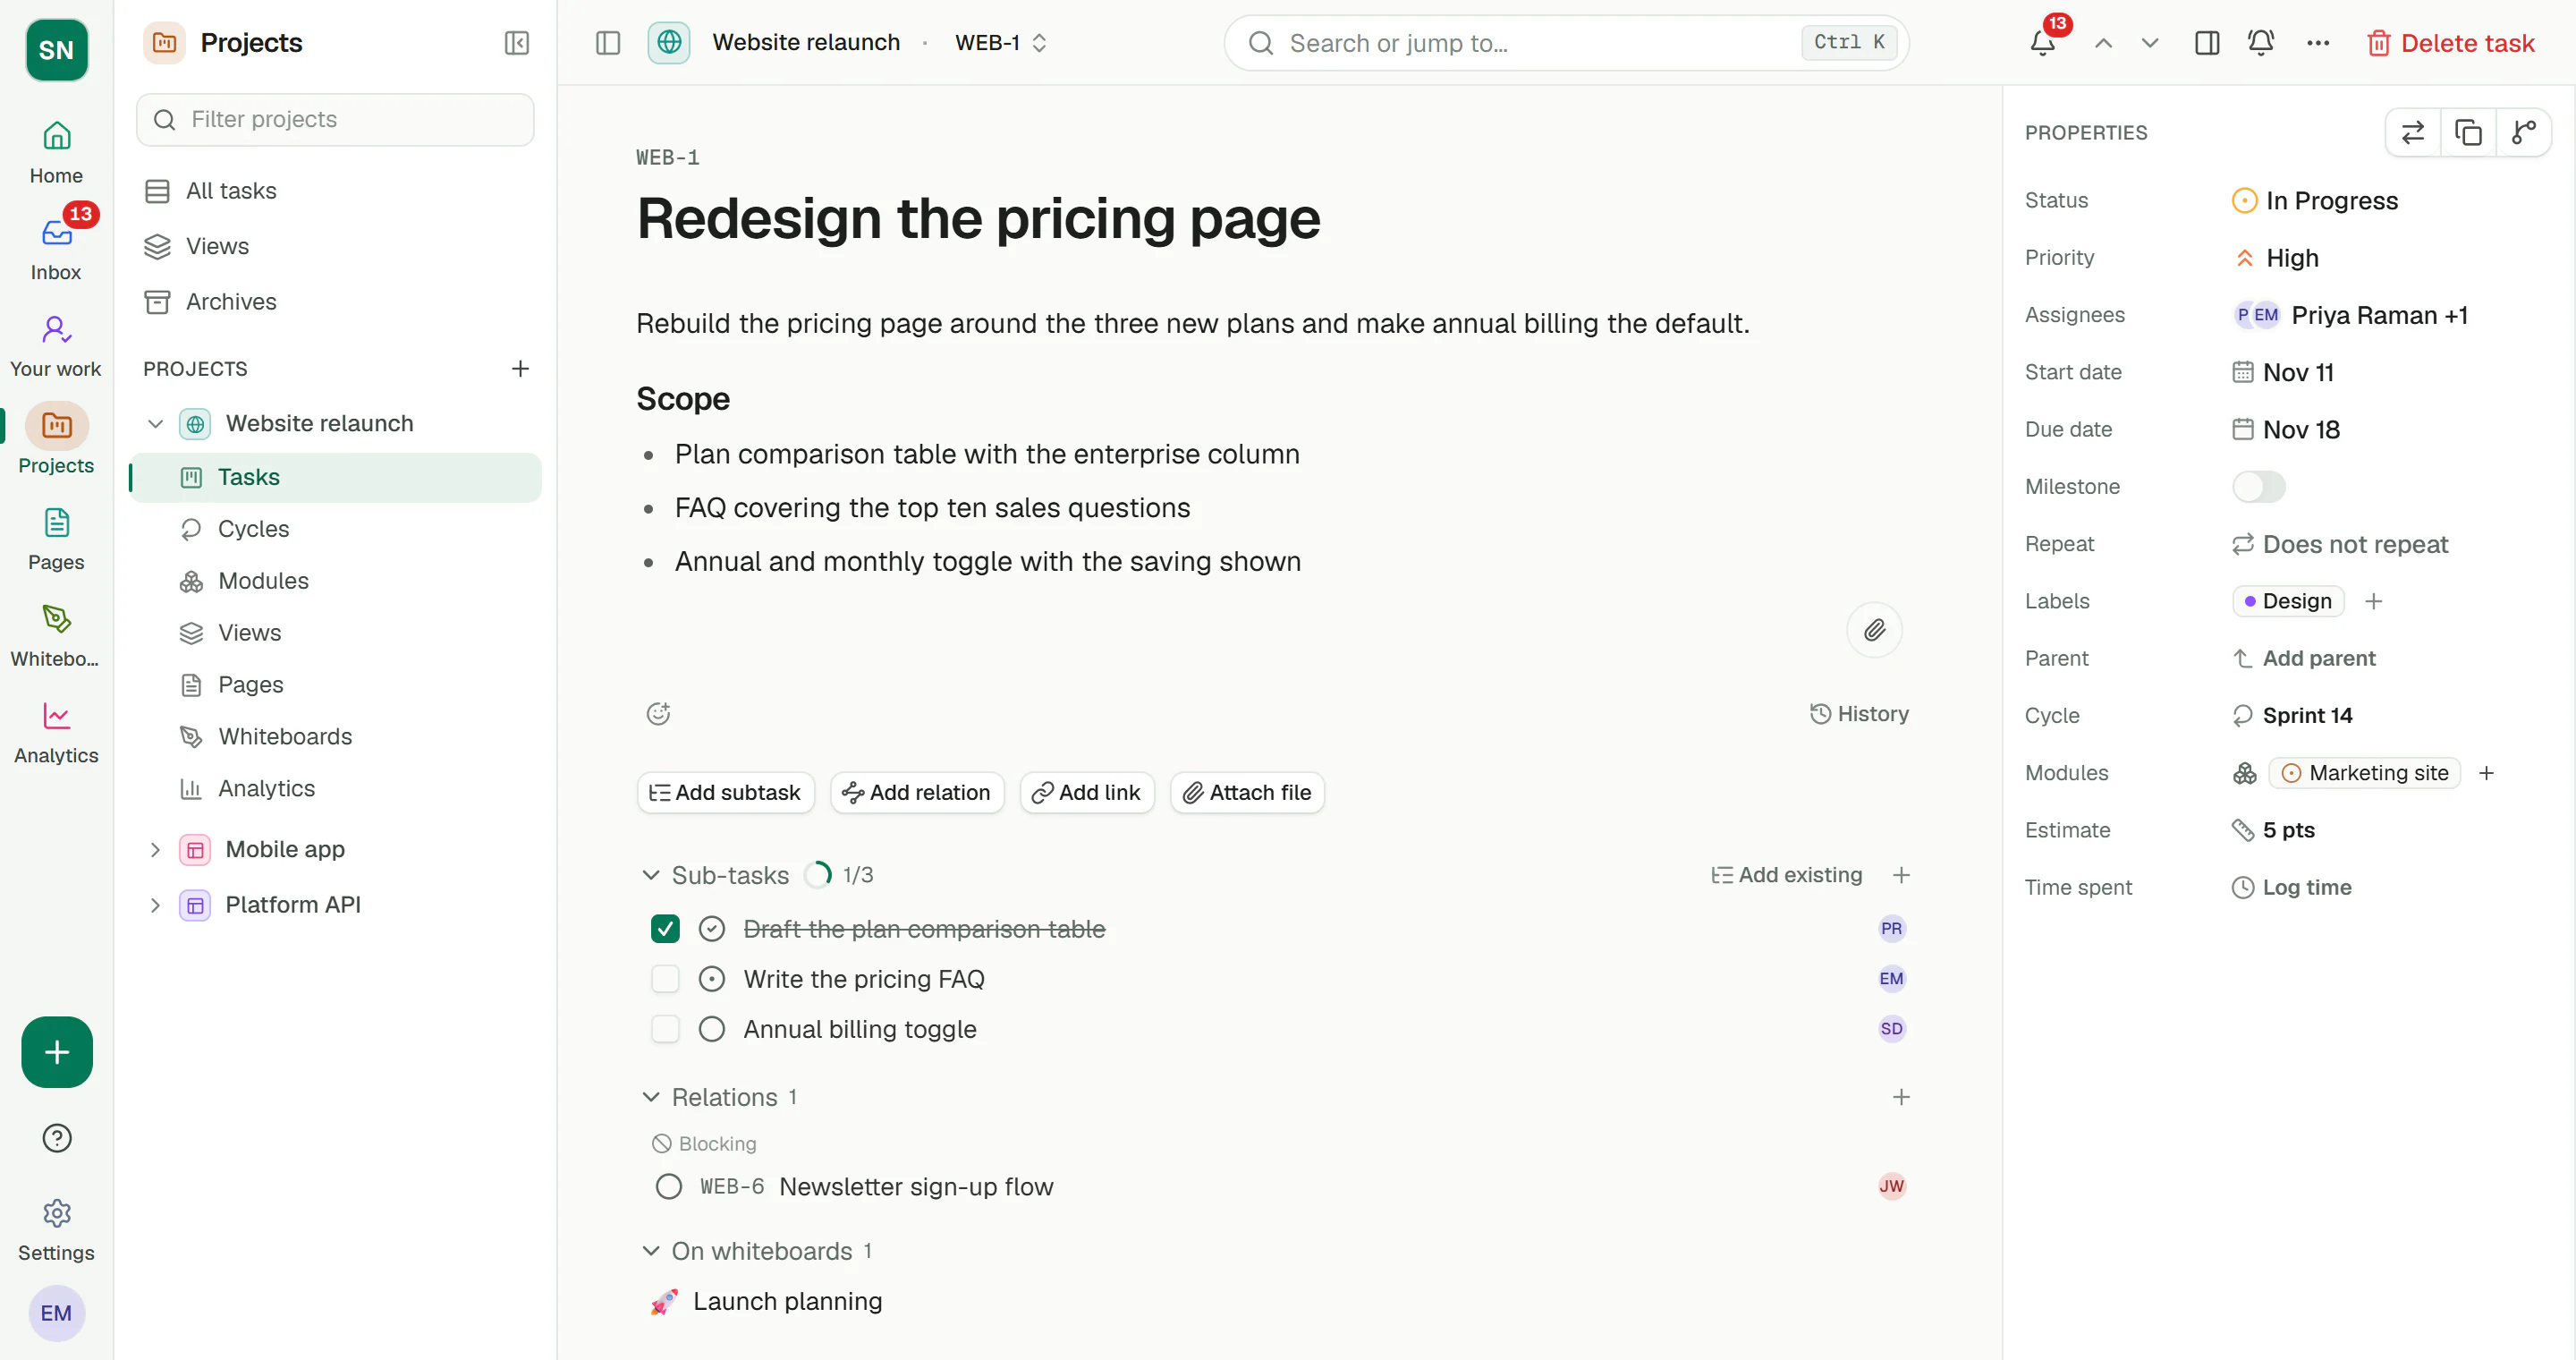 SN
Home
13
Inbox
Your work
Projects
Pages
Whitebo...
Analytics
Settings
EM
Projects
Filter projects
All tasks
Views
Archives
PROJECTS
Website relaunch
Tasks
Cycles
Modules
Views
Pages
Whiteboards
Analytics
Mobile app
Platform API
Website relaunch · WEB-1
Search or jump to... Ctrl K
13
Delete task
WEB-1
Redesign the pricing page
Rebuild the pricing page around the three new plans and make annual billing the default.
Scope
• Plan comparison table with the enterprise column
• FAQ covering the top ten sales questions
• Annual and monthly toggle with the saving shown
History
Add subtask Add relation Add link Attach file
Sub-tasks 1/3 Add existing
Draft the plan comparison table PR
Write the pricing FAQ EM
Annual billing toggle SD
Relations 1
Blocking
WEB-6 Newsletter sign-up flow JW
On whiteboards 1
Launch planning
PROPERTIES
Status In Progress
Priority High
Assignees P EM Priya Raman +1
Start date Nov 11
Due date Nov 18
Milestone
Repeat Does not repeat
Labels Design
Parent Add parent
Cycle Sprint 14
Modules Marketing site
Estimate 5 pts
Time spent Log time